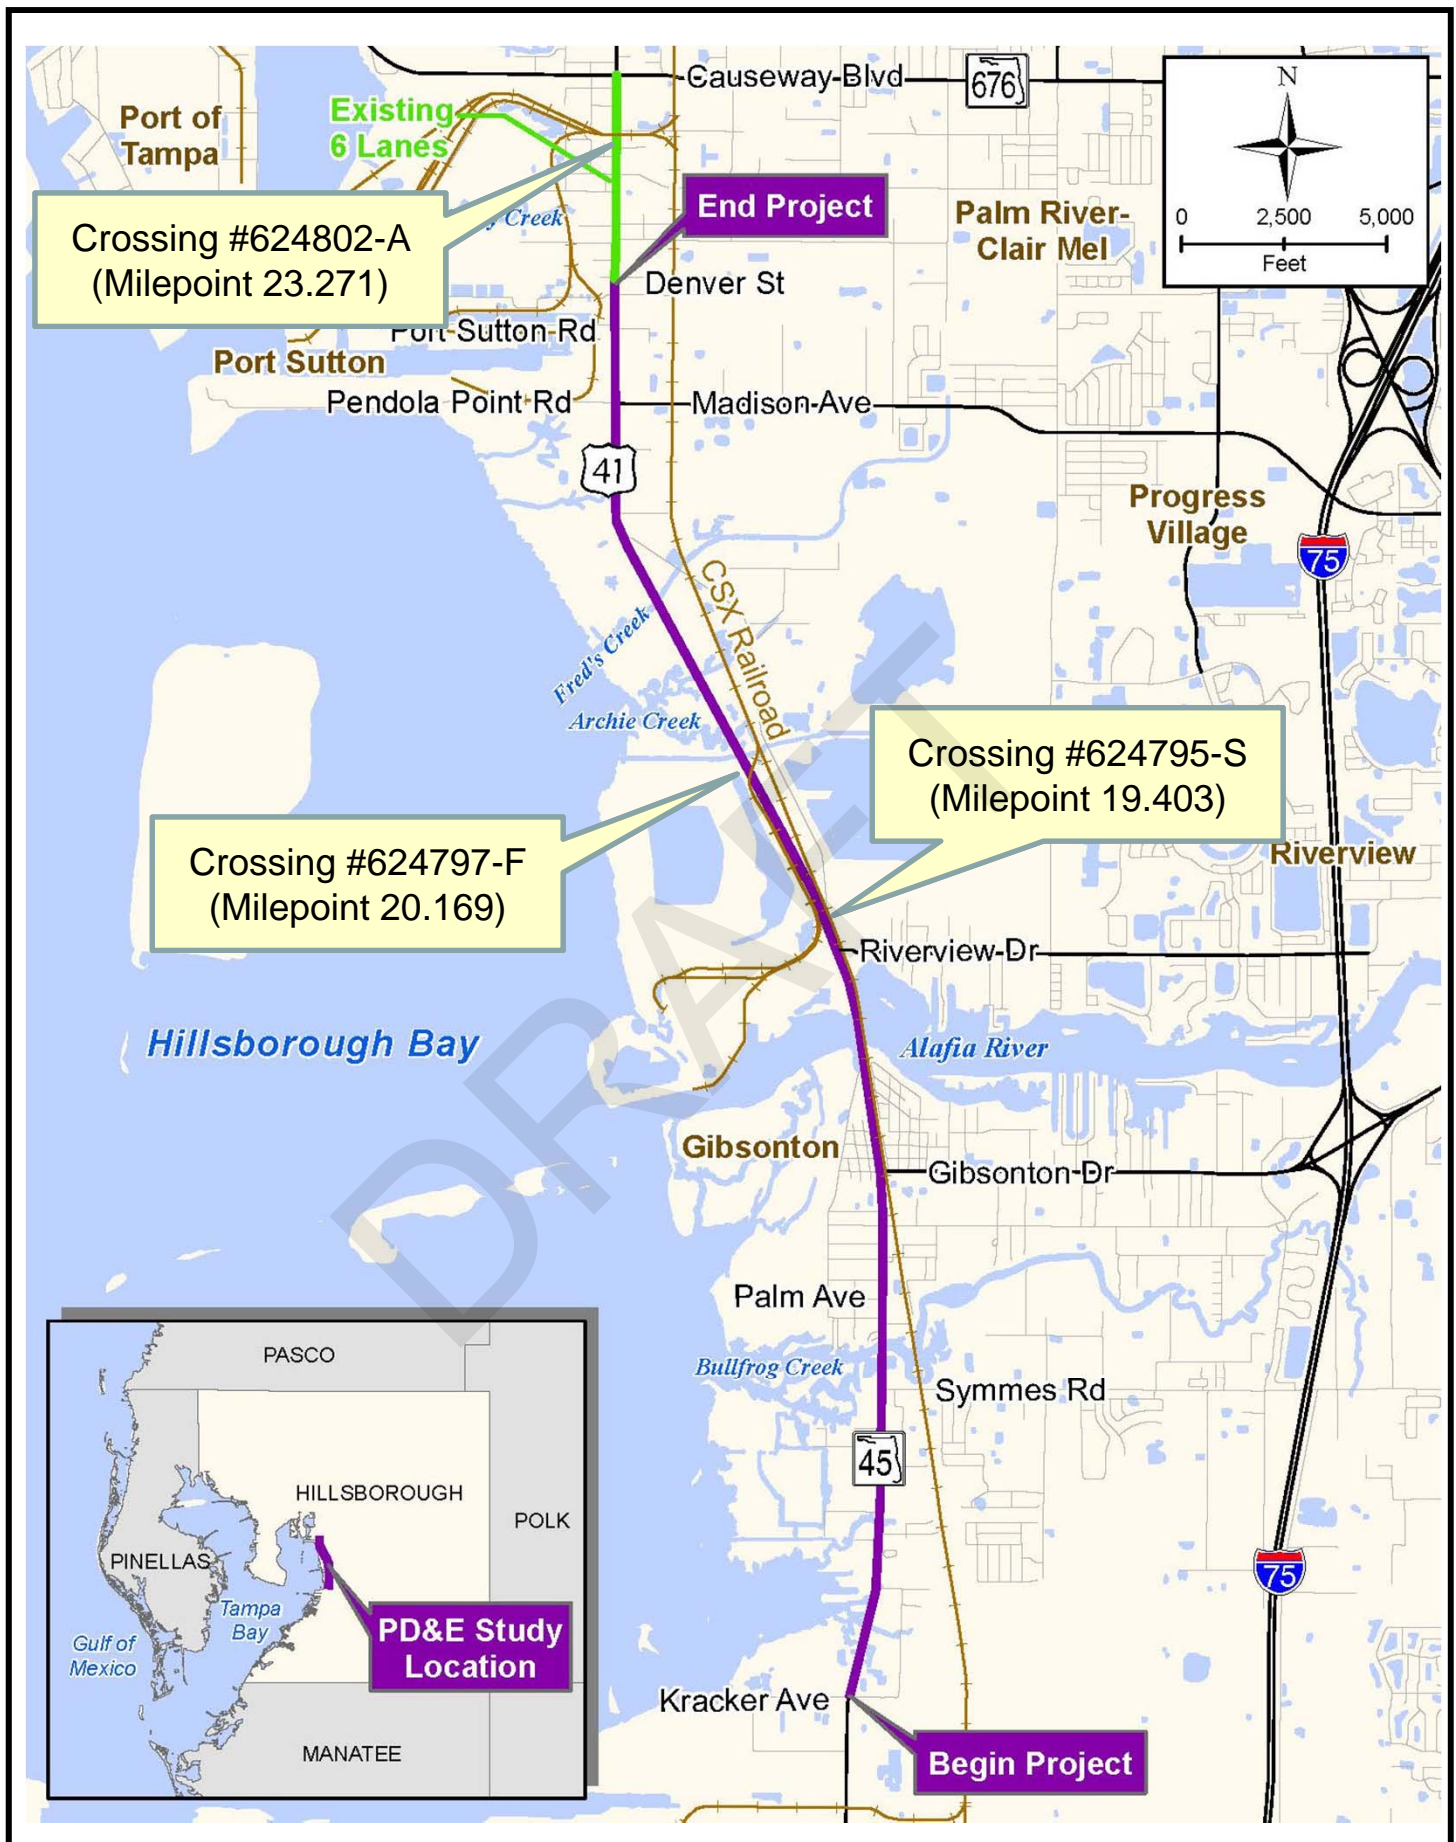 Causeway Blvd
676
N
0 2,500 5,000
Feet
Port of
Tampa
Existing
6 Lanes
End Project
Palm River-
Clair Mel
Crossing #624802-A
(Milepoint 23.271)
Creek
Denver St
Port Sutton Rd
Port Sutton
Pendola Point Rd
Madison Ave
41
Progress
Village
75
CSX Railroad
Fred's Creek
Archie Creek
Crossing #624795-S
(Milepoint 19.403)
Crossing #624797-F
(Milepoint 20.169)
Riverview
Riverview Dr
Hillsborough Bay
Alafia River
DRAFT
Gibsonton
Gibsonton Dr
Palm Ave
Bullfrog Creek
Symmes Rd
45
75
PASCO
HILLSBOROUGH
POLK
PINELLAS
Tampa
Bay
Gulf of
Mexico
PD&E Study
Location
MANATEE
Kracker Ave
Begin Project